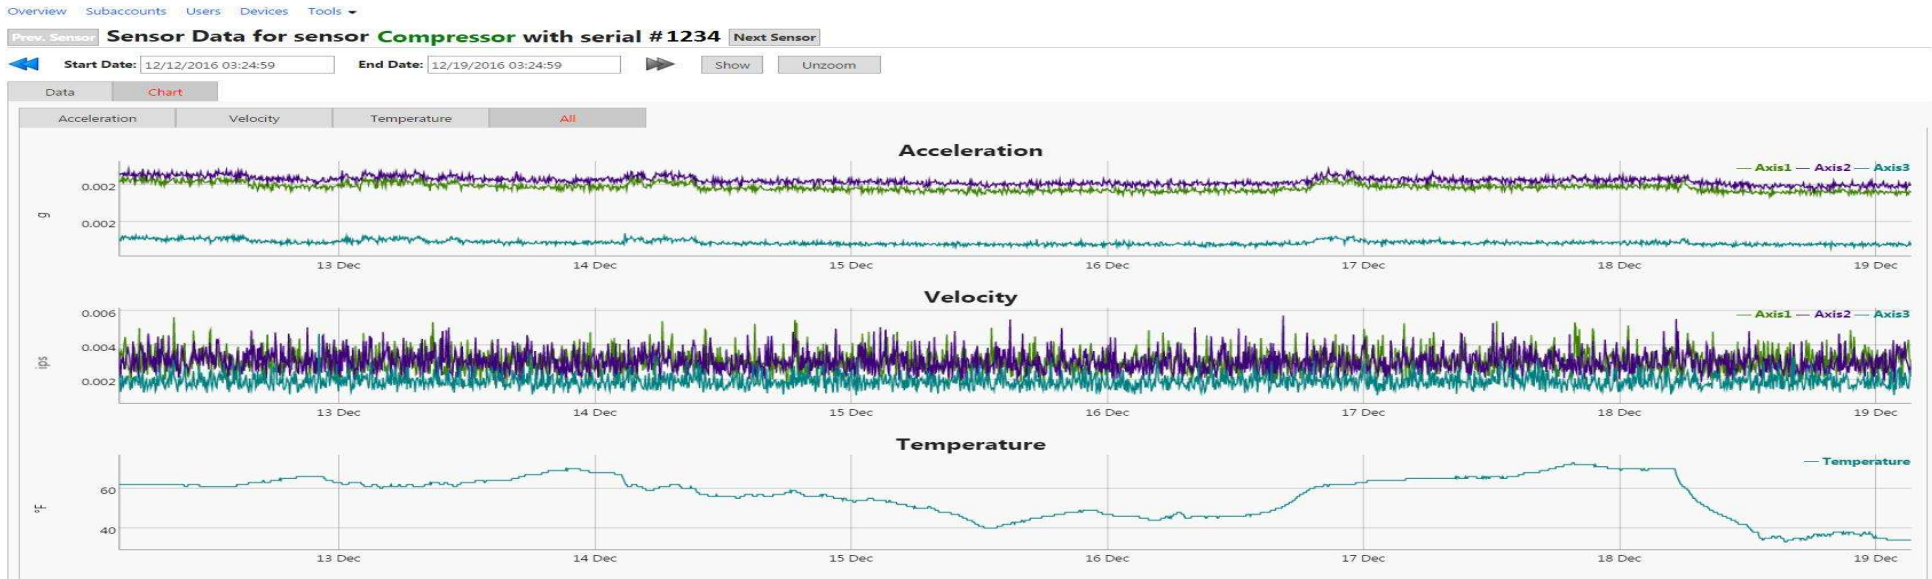 Overview Subaccounts Users Devices Tools
Prev. Sensor Sensor Data for sensor Compressor with serial #1234 Next Sensor
Start Date: 12/12/2016 03:24:59 End Date: 12/19/2016 03:24:59 Show Unzoom
Data Chart
Acceleration Velocity Temperature All
Acceleration
Axis1 Axis2 Axis3
0.002
g
0.002
13 Dec 14 Dec 15 Dec 16 Dec 17 Dec 18 Dec 19 Dec
Velocity
0.006
Axis1 Axis2 Axis3
0.004
ips
0.002
13 Dec 14 Dec 15 Dec 16 Dec 17 Dec 18 Dec 19 Dec
Temperature
Temperature
60
°F
40
13 Dec 14 Dec 15 Dec 16 Dec 17 Dec 18 Dec 19 Dec